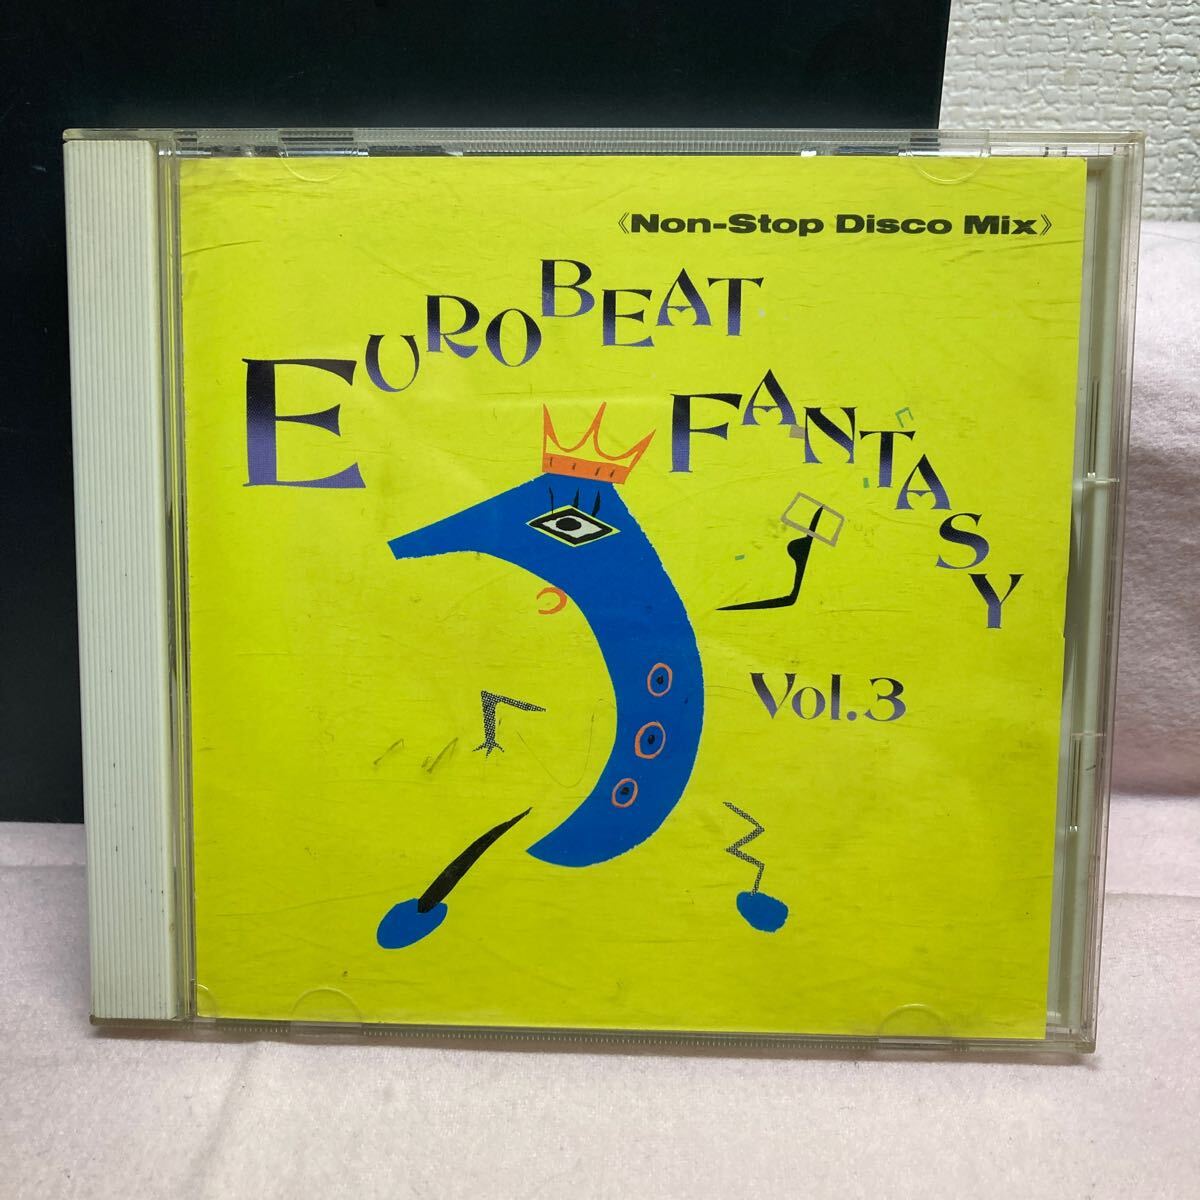 《Non-Stop Disco Mix》
EUROBEAT
FANTASY
Vol.3